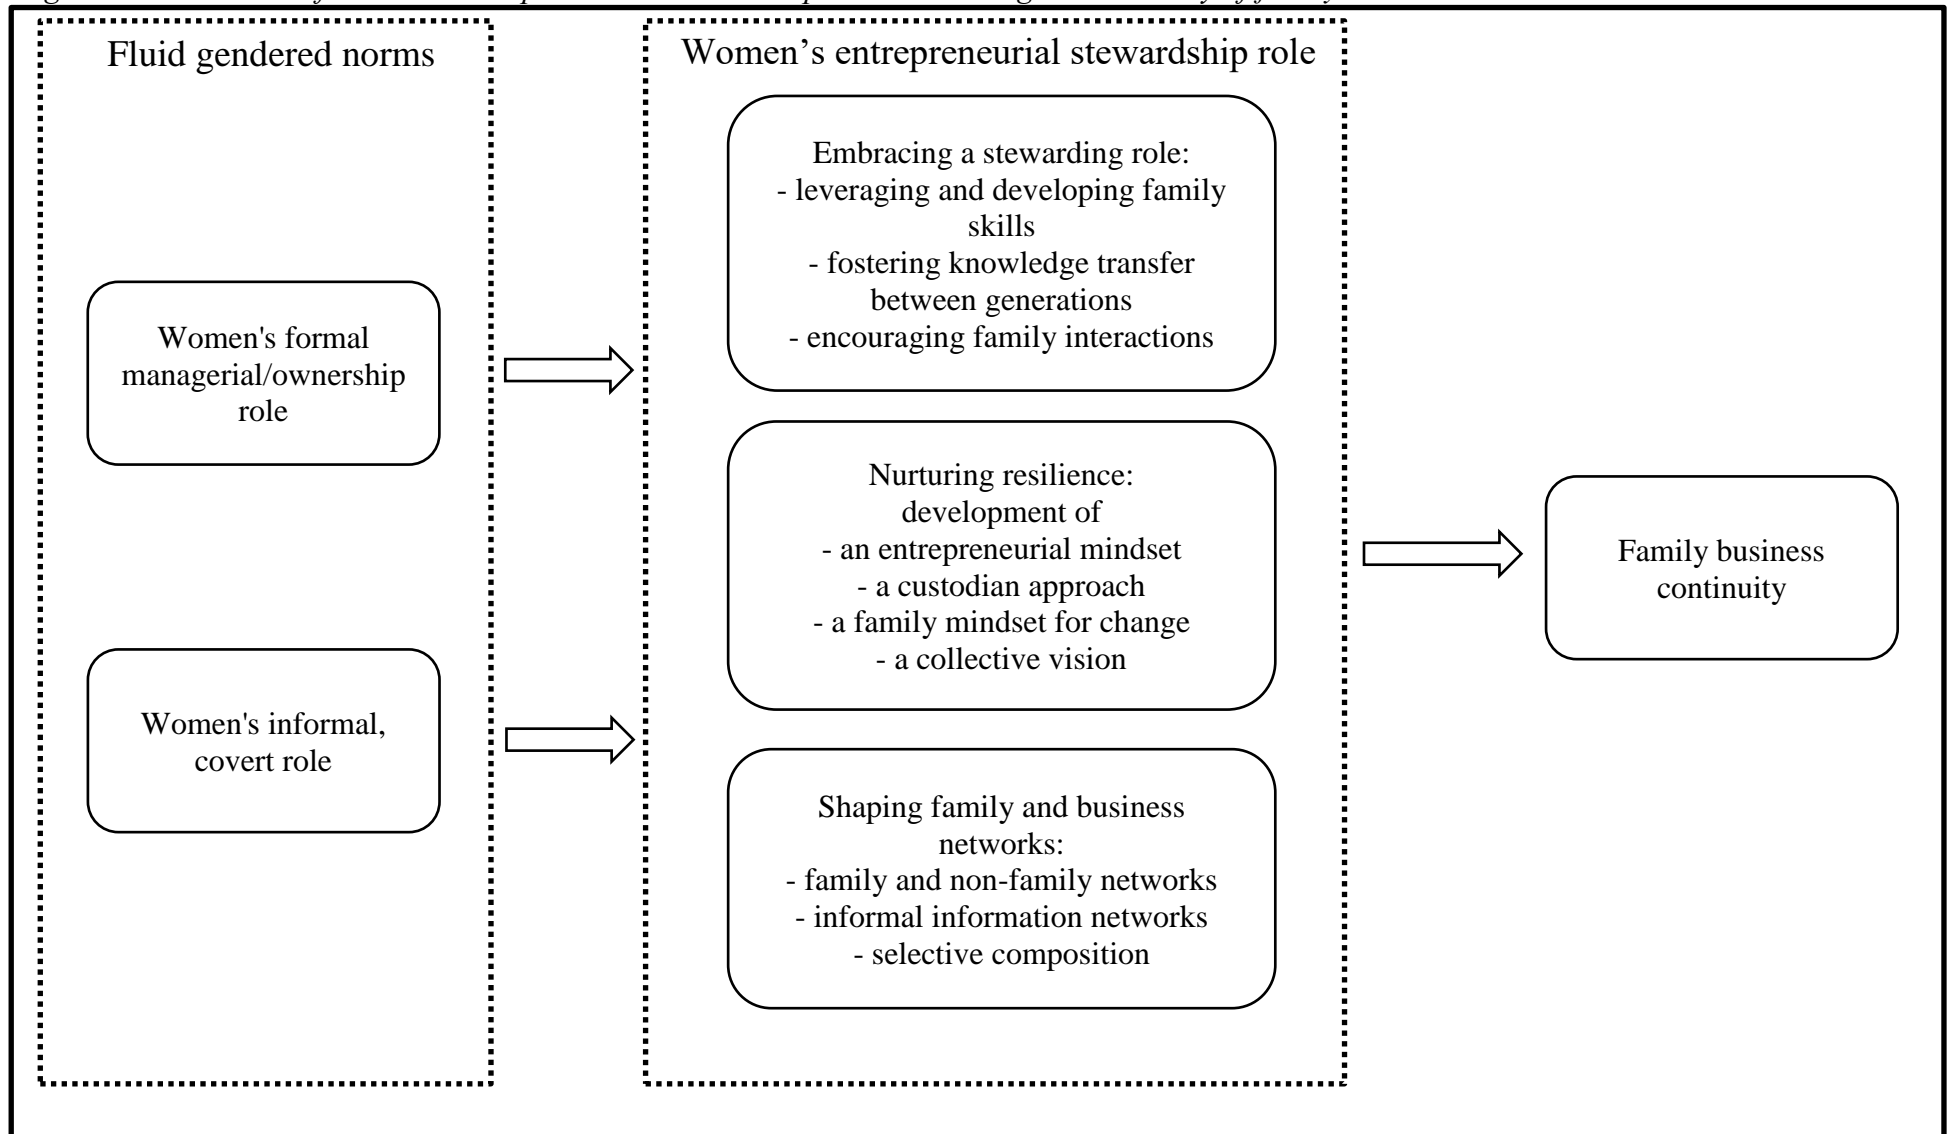 Fluid gendered norms
Women's formal
managerial/ownership
role
Women's informal,
covert role
Women’s entrepreneurial stewardship role
Embracing a stewarding role:
- leveraging and developing family
skills
- fostering knowledge transfer
between generations
- encouraging family interactions
Nurturing resilience:
development of
- an entrepreneurial mindset
- a custodian approach
- a family mindset for change
- a collective vision
Shaping family and business
networks:
- family and non-family networks
- informal information networks
- selective composition
Family business
continuity